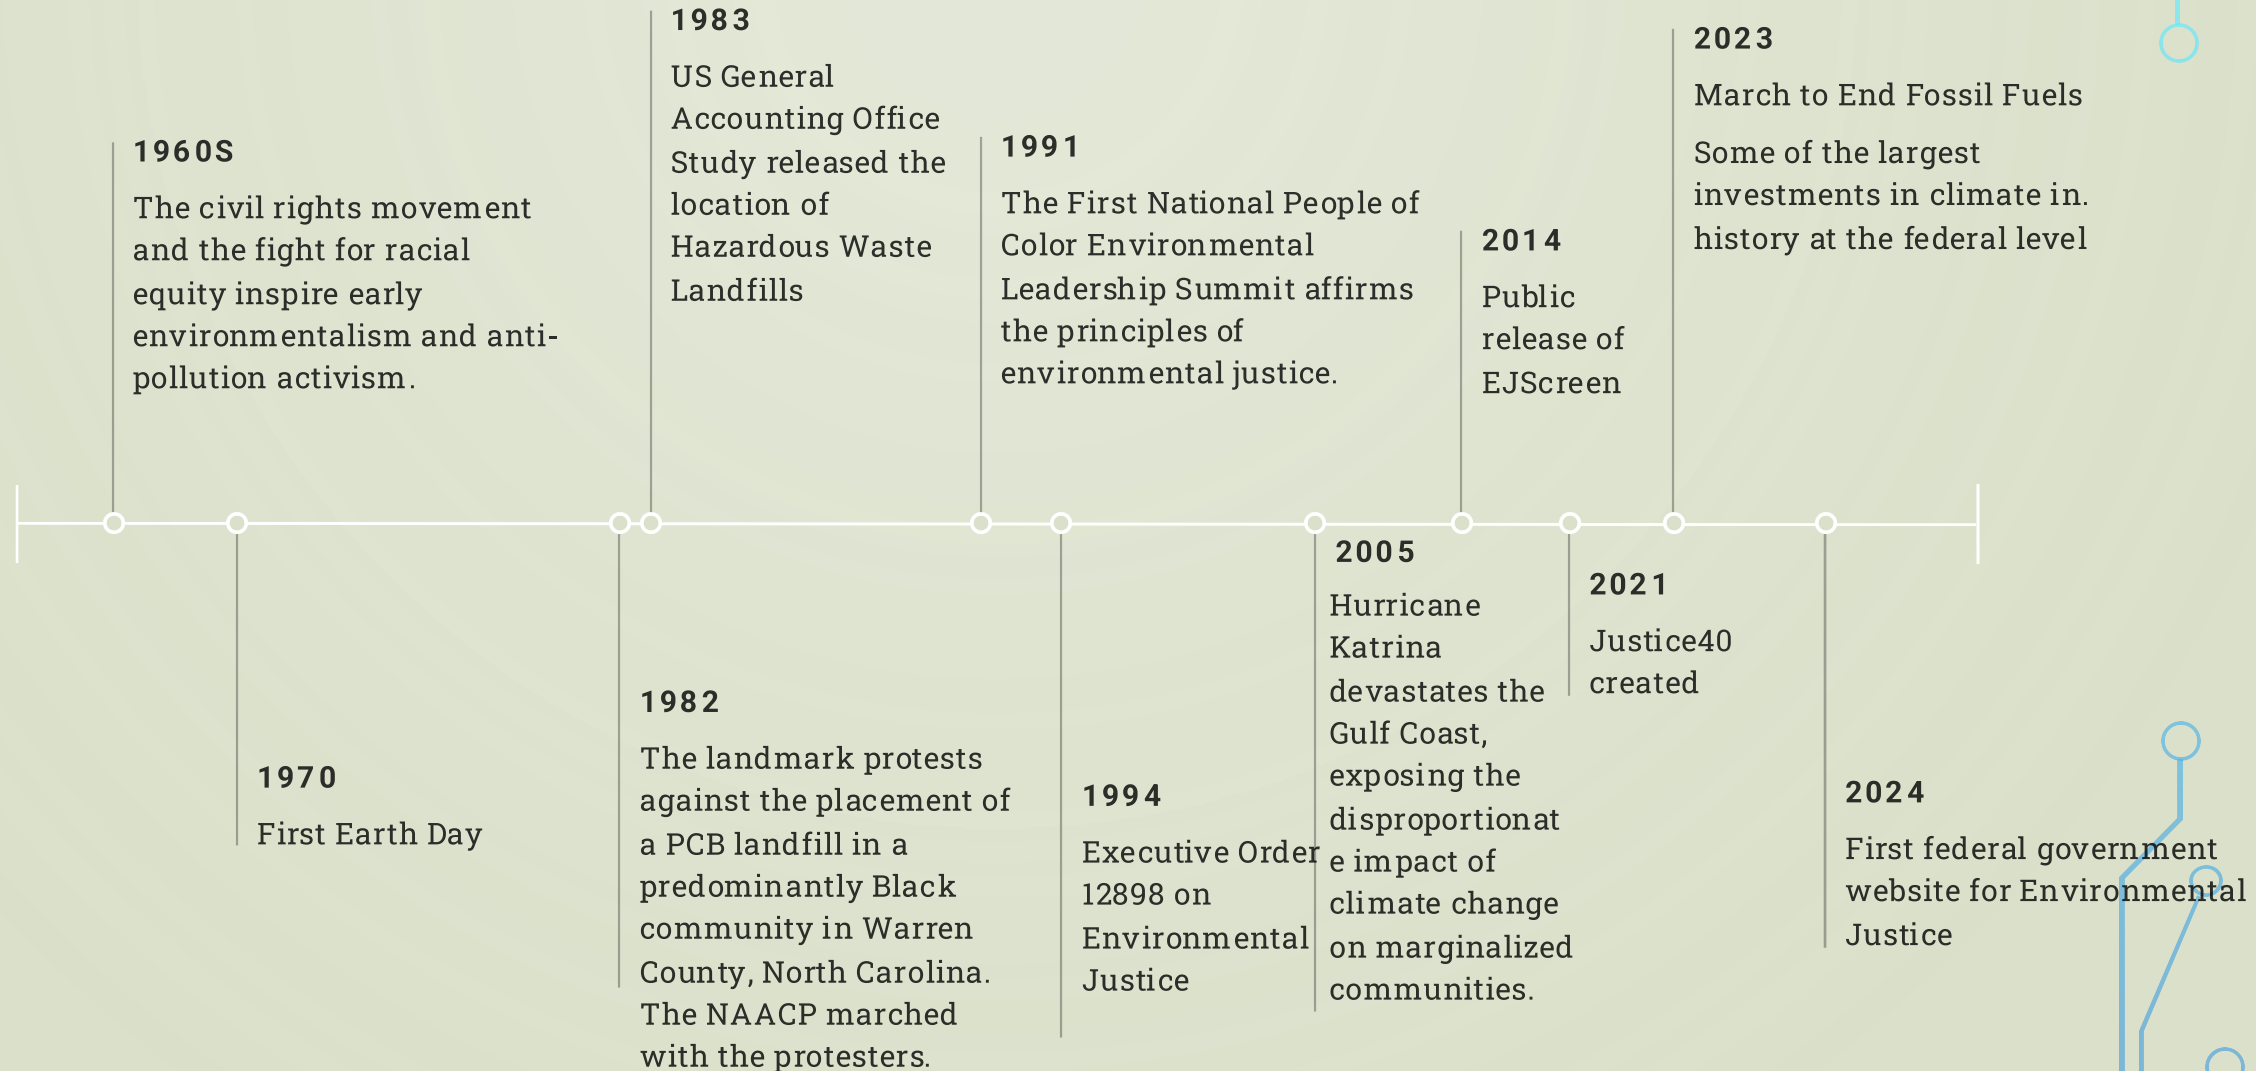 1960S
The civil rights movement
and the fight for racial
equity inspire early
environmentalism and anti-
pollution activism.
1970
First Earth Day
1982
The landmark protests
against the placement of
a PCB landfill in a
predominantly Black
community in Warren
County, North Carolina.
The NAACP marched
with the protesters.
1983
US General
Accounting Office
Study released the
location of
Hazardous Waste
Landfills
1991
The First National People of
Color Environmental
Leadership Summit affirms
the principles of
environmental justice.
1994
Executive Order
12898 on
Environmental
Justice
2005
Hurricane
Katrina
devastates the
Gulf Coast,
exposing the
disproportionat
e impact of
climate change
on marginalized
communities.
2014
Public
release of
EJScreen
2021
Justice40
created
2023
March to End Fossil Fuels
Some of the largest
investments in climate in.
history at the federal level
2024
First federal government
website for Environmental
Justice